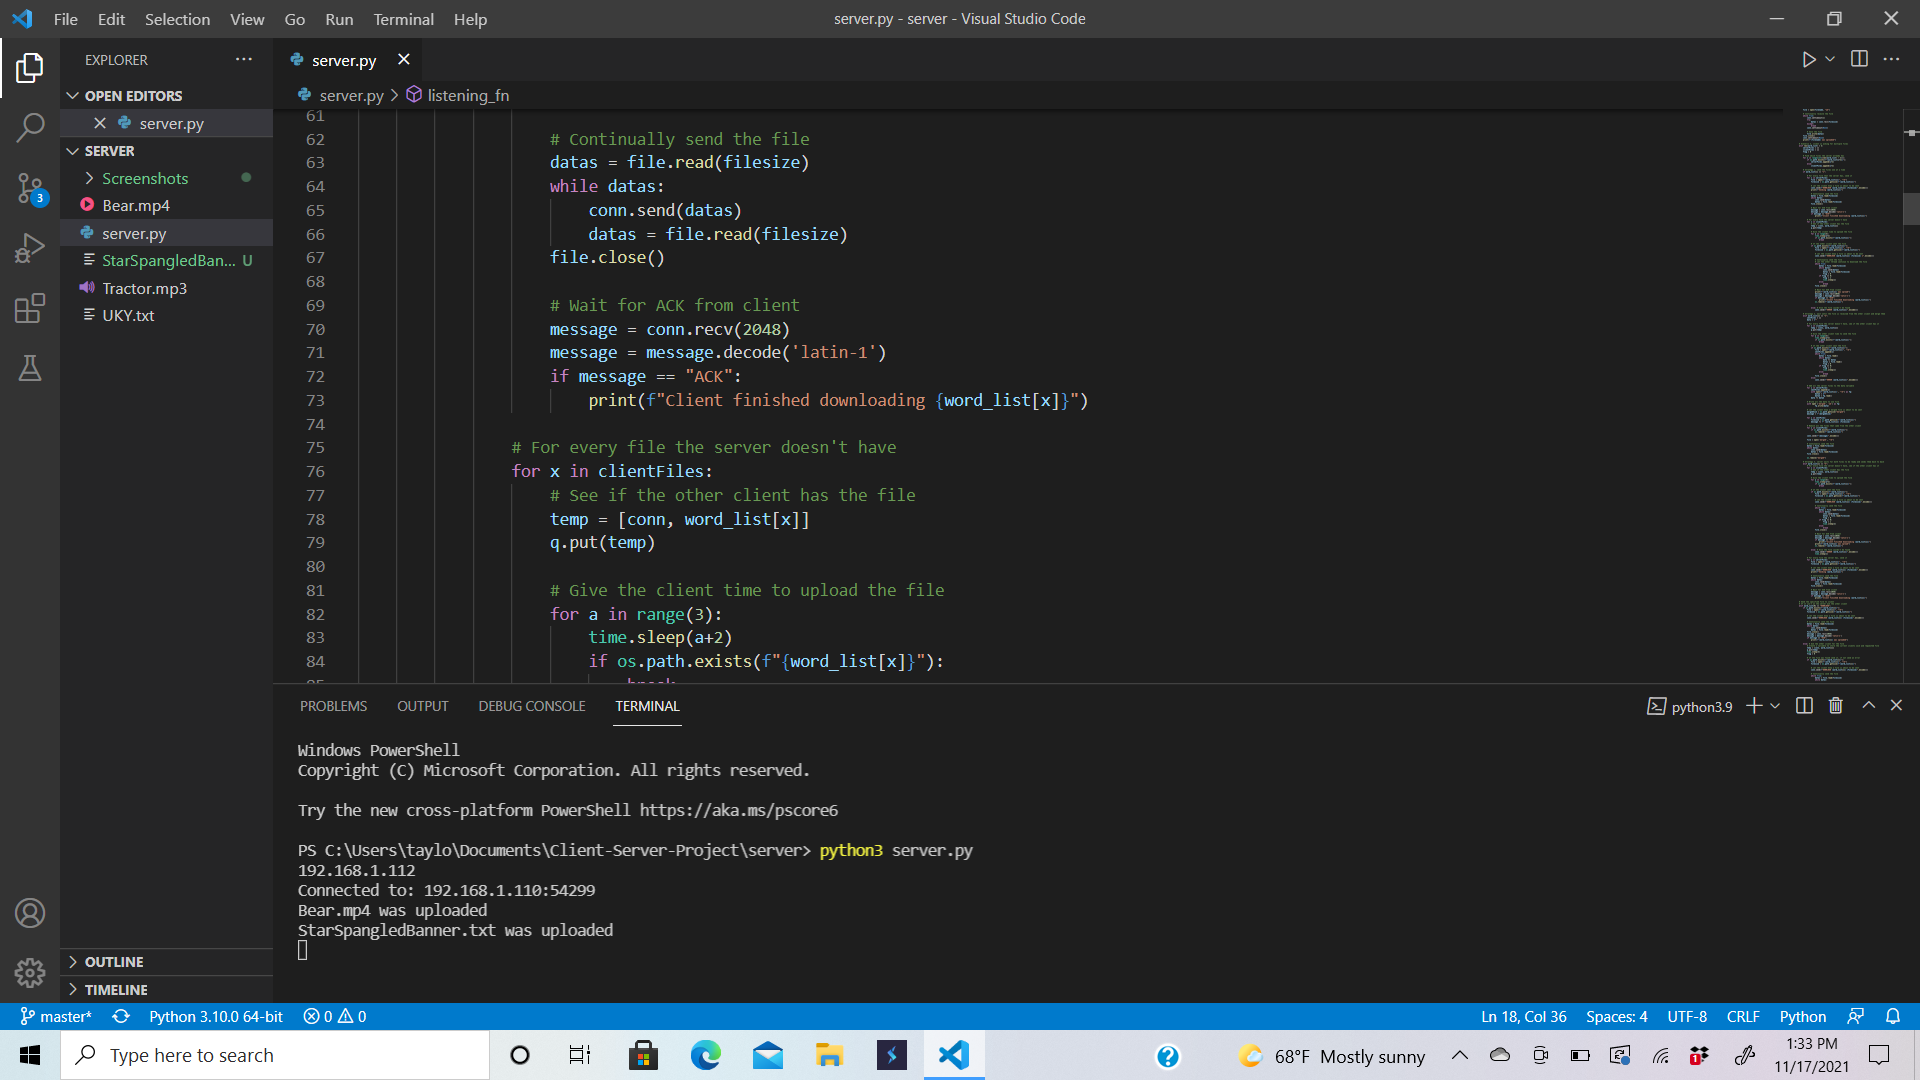 File Edit Selection View Go Run Terminal Help
server.py - server - Visual Studio Code
EXPLORER
OPEN EDITORS
server.py
SERVER
Screenshots
Bear.mp4
server.py
StarSpangledBan... U
Tractor.mp3
UKY.txt
OUTLINE
TIMELINE
3
server.py
server.py > listening_fn
61
62 # Continually send the file
63 datas = file.read(filesize)
64 while datas:
65 conn.send(datas)
66 datas = file.read(filesize)
67 file.close()
68
69 # Wait for ACK from client
70 message = conn.recv(2048)
71 message = message.decode('latin-1')
72 if message == "ACK":
73 print(f"Client finished downloading {word_list[x]}")
74
75 # For every file the server doesn't have
76 for x in clientFiles:
77 # See if the other client has the file
78 temp = [conn, word_list[x]]
79 q.put(temp)
80
81 # Give the client time to upload the file
82 for a in range(3):
83 time.sleep(a+2)
84 if os.path.exists(f"{word_list[x]}"):
85 break
PROBLEMS OUTPUT DEBUG CONSOLE TERMINAL
python3.9
Windows PowerShell
Copyright (C) Microsoft Corporation. All rights reserved.
Try the new cross-platform PowerShell https://aka.ms/pscore6
PS C:\Users\taylo\Documents\Client-Server-Project\server> python3 server.py
192.168.1.112
Connected to: 192.168.1.110:54299
Bear.mp4 was uploaded
StarSpangledBanner.txt was uploaded
master* Python 3.10.0 64-bit 0 0
Ln 18, Col 36 Spaces: 4 UTF-8 CRLF Python
Type here to search
68°F Mostly sunny
1
1:33 PM
11/17/2021